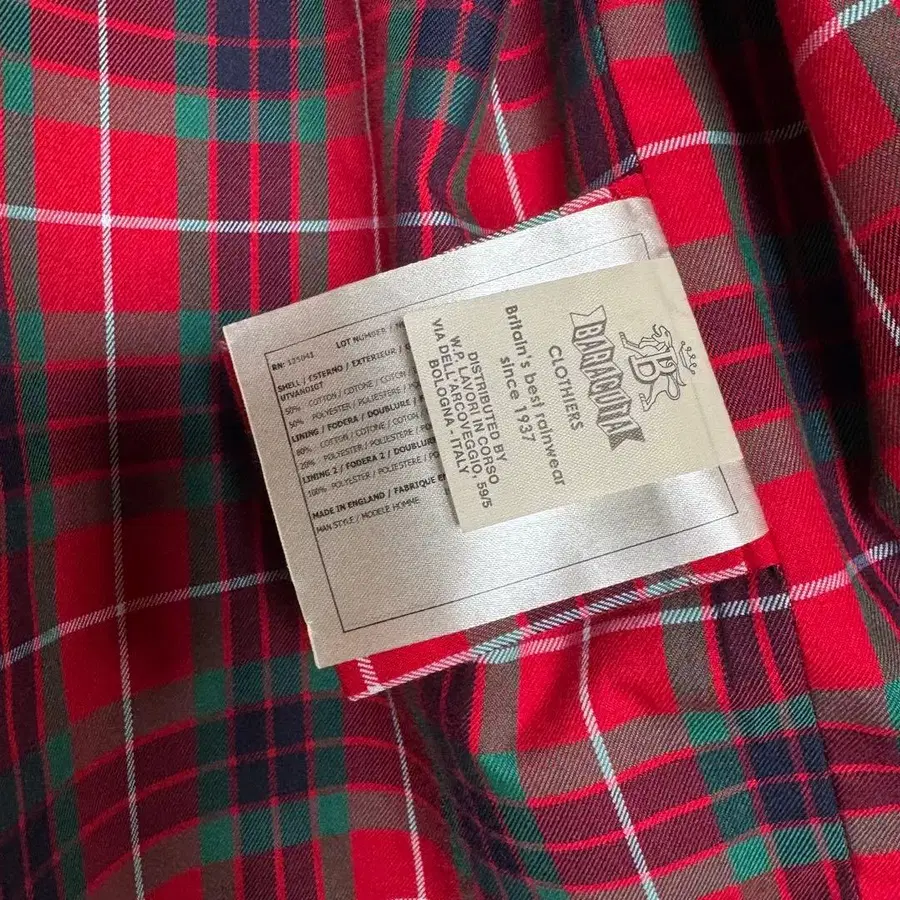 RN: 125041 LOT NUMBER /
SHELL / ESTERNO / EXTERIEUR /
50% COTTON / COTONE / COTON
50% POLYESTER / POLIESTERE /
LINING / FODERA / DOUBLURE /
80% COTTON / COTONE / COTON
20% POLYESTER / POLIESTERE /
LINING 2 / FODERA 2 / DOUBLURE
100% POLYESTER / POLIESTERE /
MADE IN ENGLAND / FABRIQUE
MAN STYLE / MODELE HOMME
B
BARACUTA
CLOTHIERS
Britain's best rainwear
since 1937
DISTRIBUTED BY
W.P. LAVORI IN CORSO
VIA DELL'ARCOVEGGIO, 59/5
BOLOGNA - ITALY